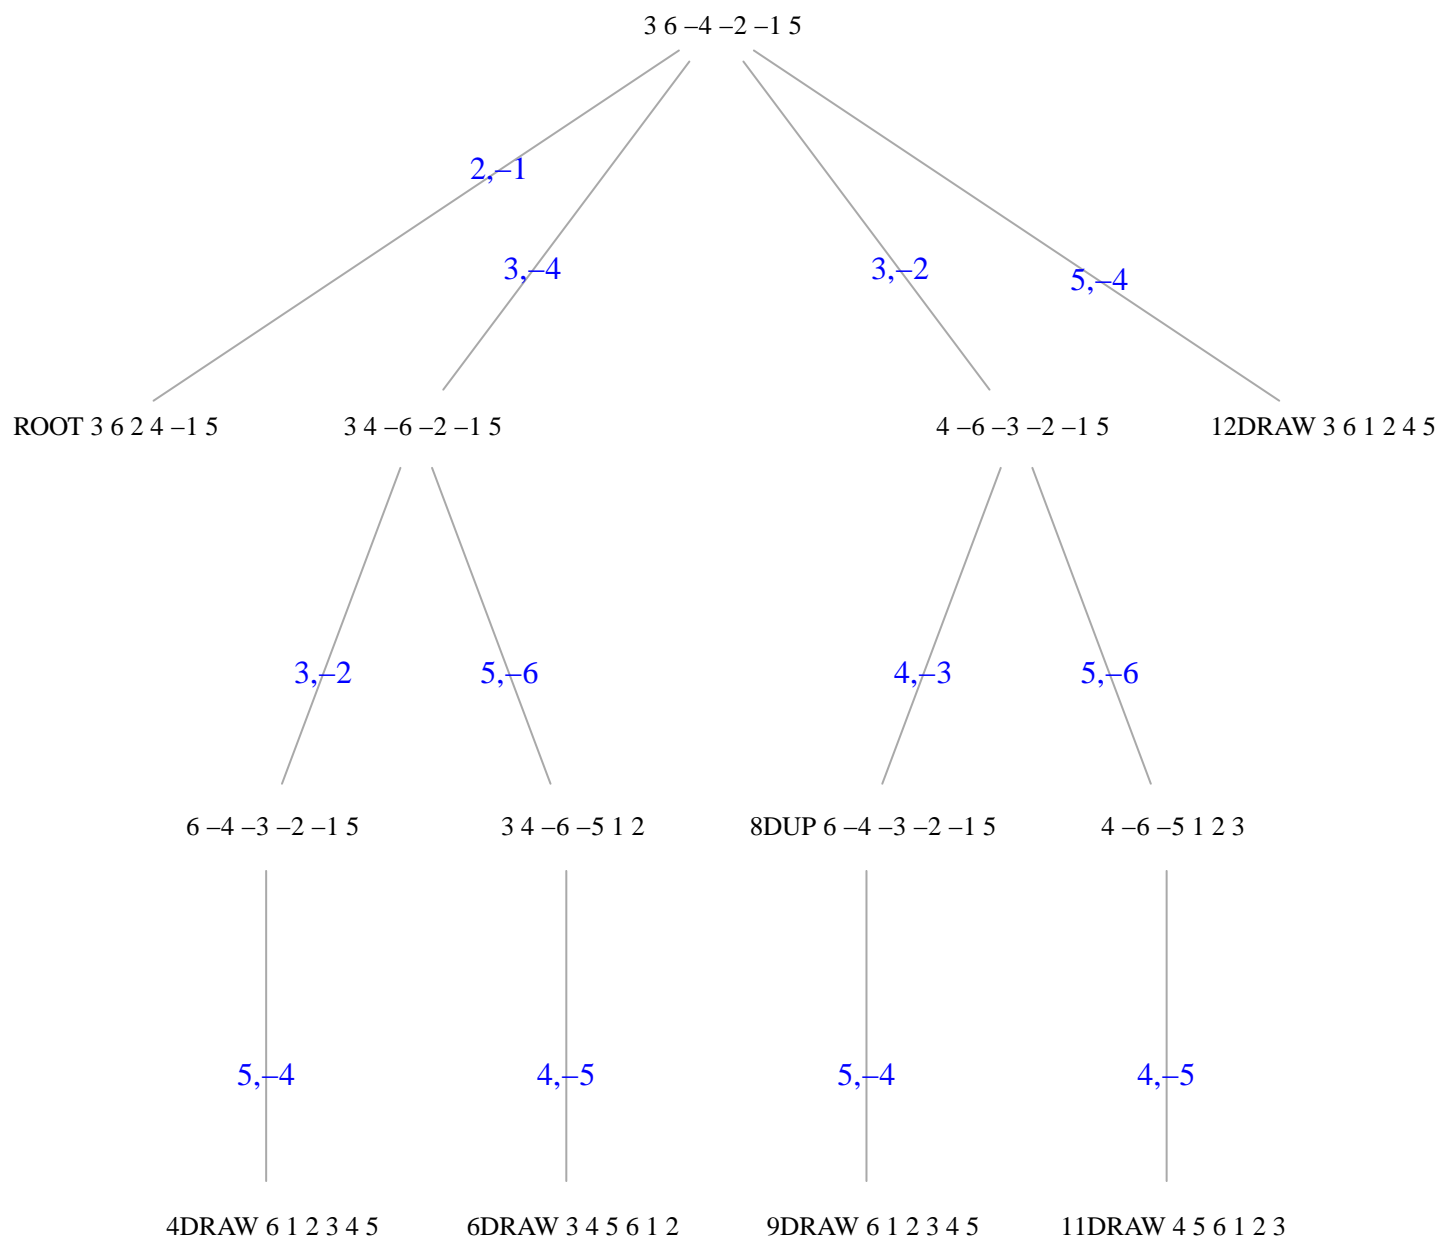 3 6 –4 –2 –1 5
2,–1
3,–4
3,–2
5,–4
ROOT 3 6 2 4 –1 5
3 4 –6 –2 –1 5
4 –6 –3 –2 –1 5
12DRAW 3 6 1 2 4 5
3,–2
5,–6
4,–3
5,–6
6 –4 –3 –2 –1 5
3 4 –6 –5 1 2
8DUP 6 –4 –3 –2 –1 5
4 –6 –5 1 2 3
5,–4
4,–5
5,–4
4,–5
4DRAW 6 1 2 3 4 5
6DRAW 3 4 5 6 1 2
9DRAW 6 1 2 3 4 5
11DRAW 4 5 6 1 2 3